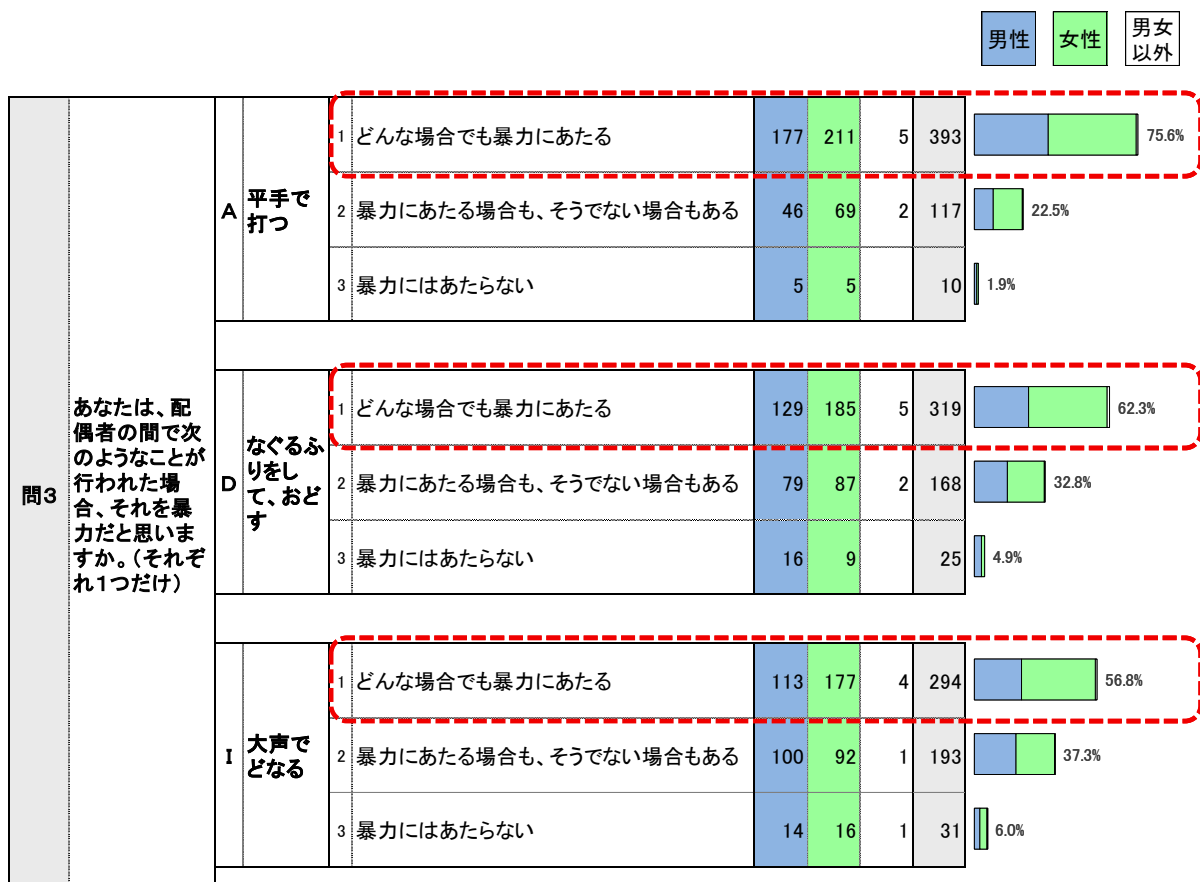 男性 女性 男女
以外
問3
あなたは、配
偶者の間で次
のようなことが
行われた場
合、それを暴
力だと思いま
すか。（それぞ
れ1つだけ）
A 平手で
打つ
1 どんな場合でも暴力にあたる 177 211 5 393 75.6%
2 暴力にあたる場合も、そうでない場合もある 46 69 2 117 22.5%
3 暴力にはあたらない 5 5 10 1.9%
D なぐるふ
りをし
て、おど
す
1 どんな場合でも暴力にあたる 129 185 5 319 62.3%
2 暴力にあたる場合も、そうでない場合もある 79 87 2 168 32.8%
3 暴力にはあたらない 16 9 25 4.9%
I 大声で
どなる
1 どんな場合でも暴力にあたる 113 177 4 294 56.8%
2 暴力にあたる場合も、そうでない場合もある 100 92 1 193 37.3%
3 暴力にはあたらない 14 16 1 31 6.0%